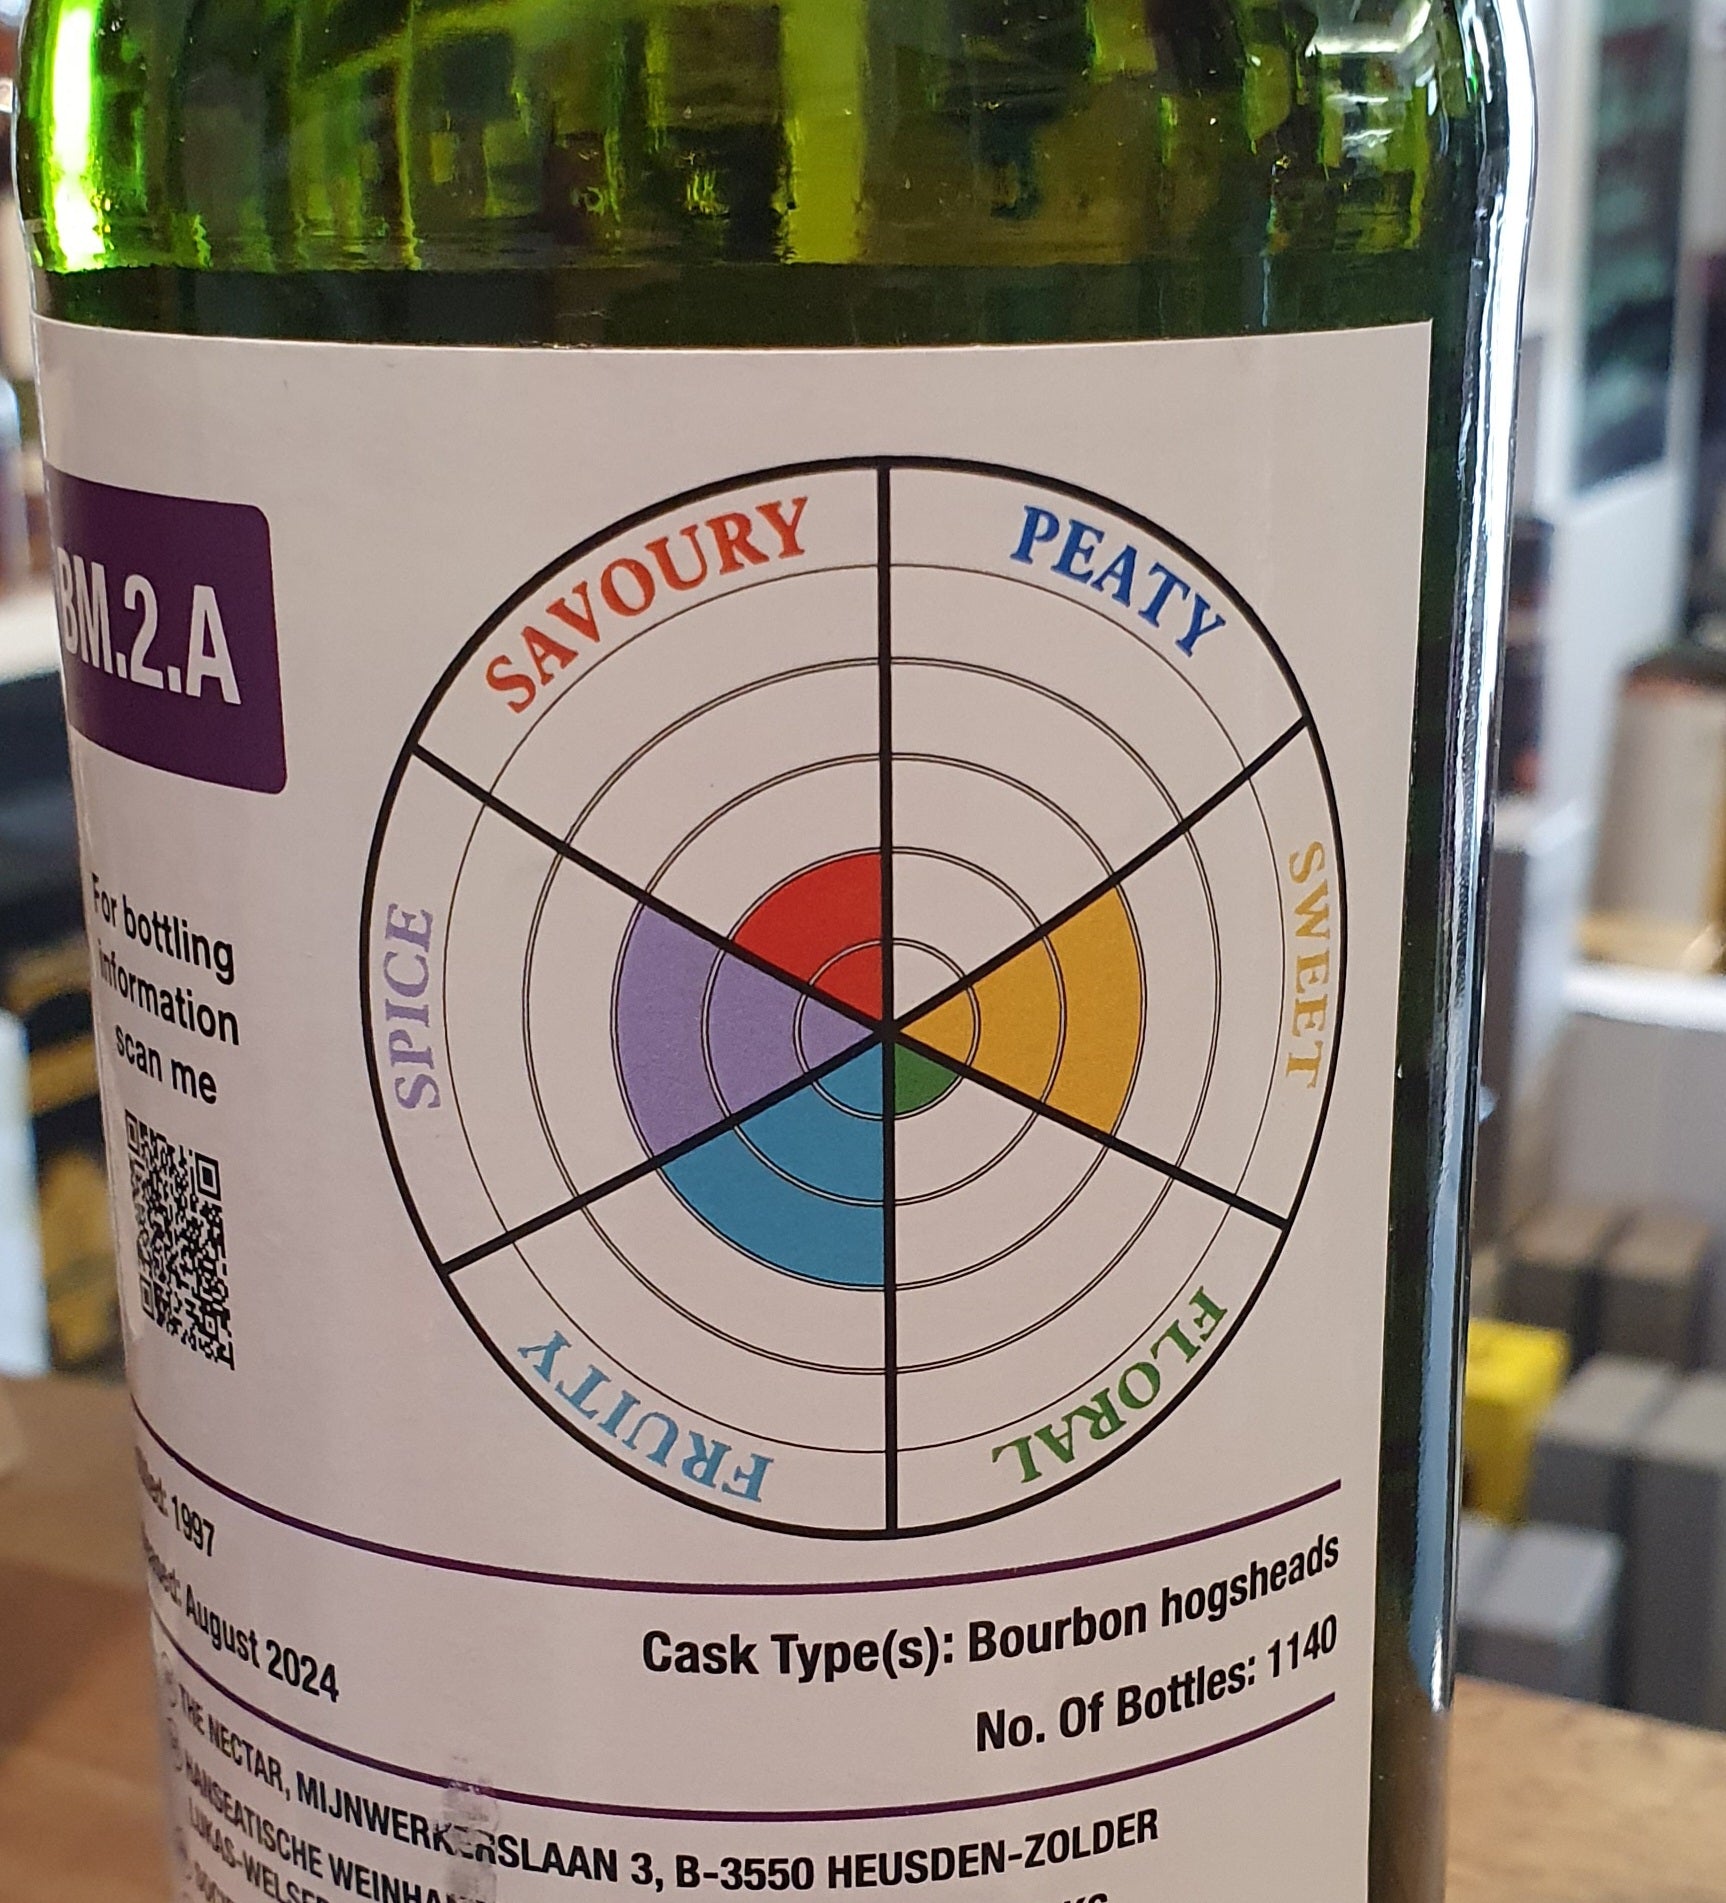 BM.2.A
For bottling
information
scan me
SAVOURY
PEATY
SWEET
FLORAL
FRUITY
SPICE
1997
August 2024
Cask Type(s): Bourbon hogsheads
No. Of Bottles: 1140
THE NECTAR, MIJNWERKERSLAAN 3, B-3550 HEUSDEN-ZOLDER
HANSEATISCHE